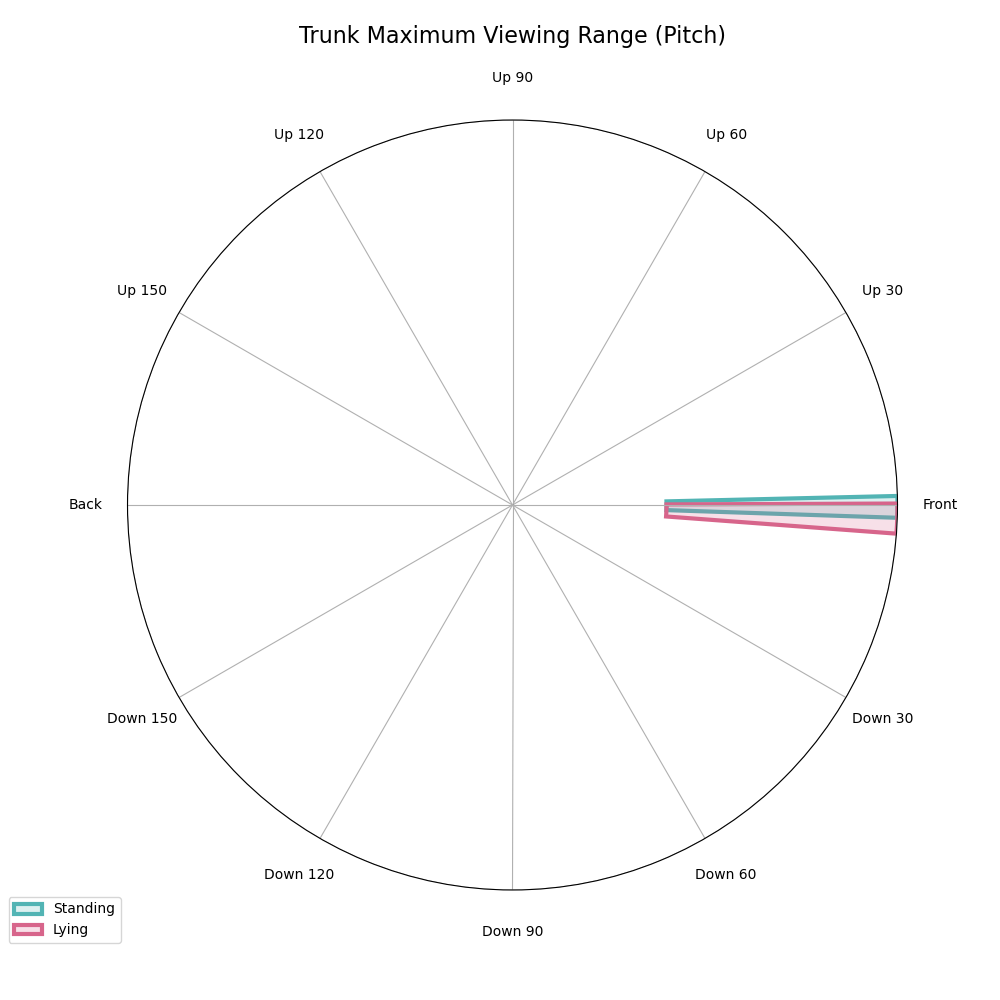 Trunk Maximum Viewing Range (Pitch)
Up 90
Up 120
Up 60
Up 150
Up 30
Back
Front
Down 150
Down 30
Down 120
Down 60
Down 90
Standing
Lying